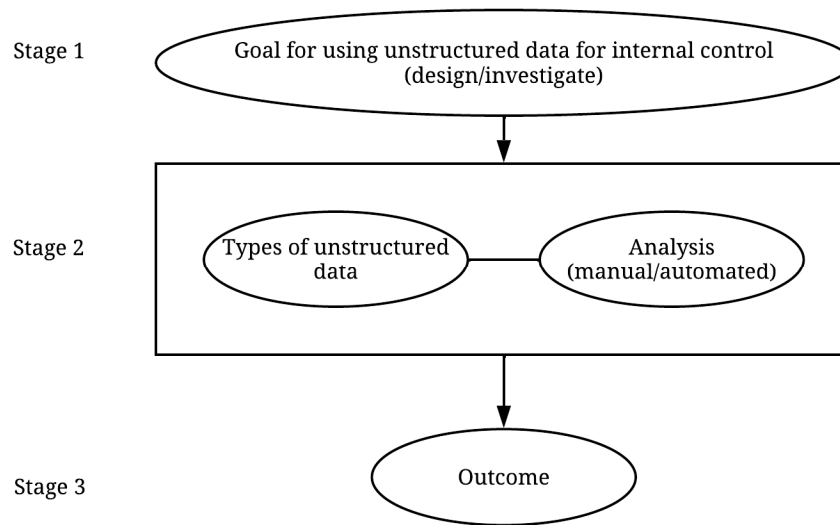 Stage 1
Goal for using unstructured data for internal control
(design/investigate)
Stage 2
Types of unstructured
data
Analysis
(manual/automated)
Stage 3
Outcome